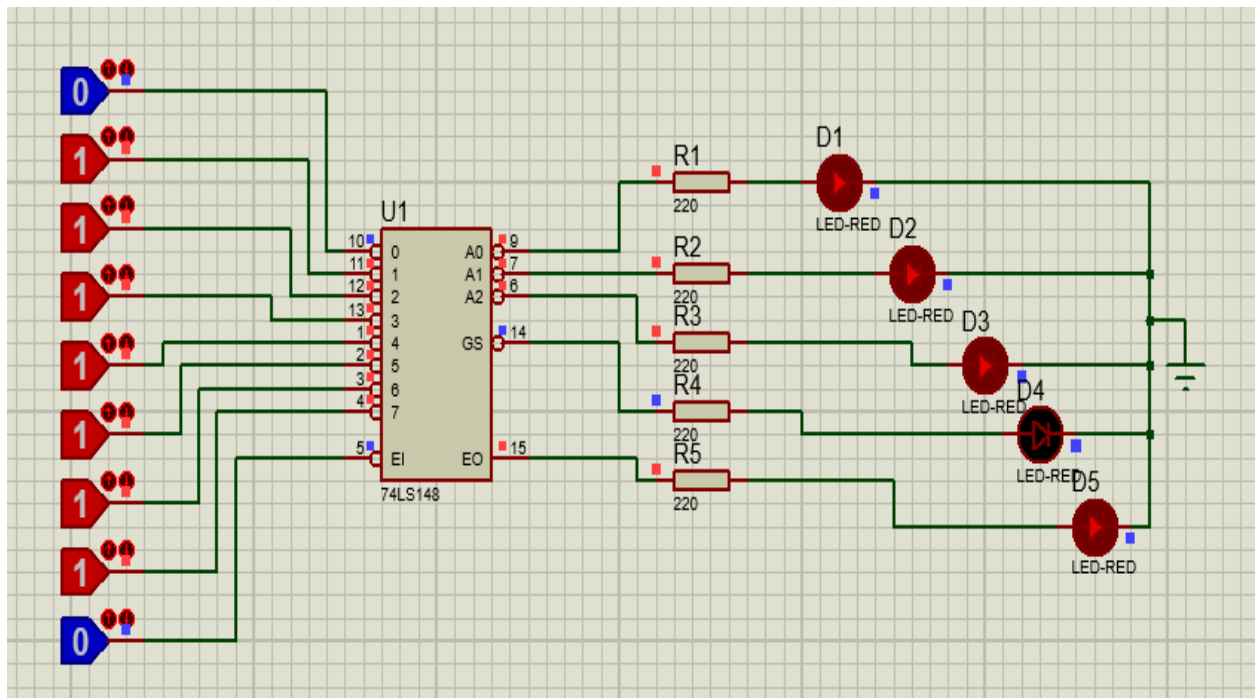 0
1
1
1
1
1
1
1
0
U1
10 0 A0 9
11 1 A1 7
12 2 A2 6
13 3
1 4 GS 14
2 5
3 6
4 7
5 EI EO 15
74LS148
R1
220
R2
220
R3
220
R4
220
R5
220
D1
LED-RED
D2
LED-RED
D3
LED-RED
D4
LED-RED
D5
LED-RED